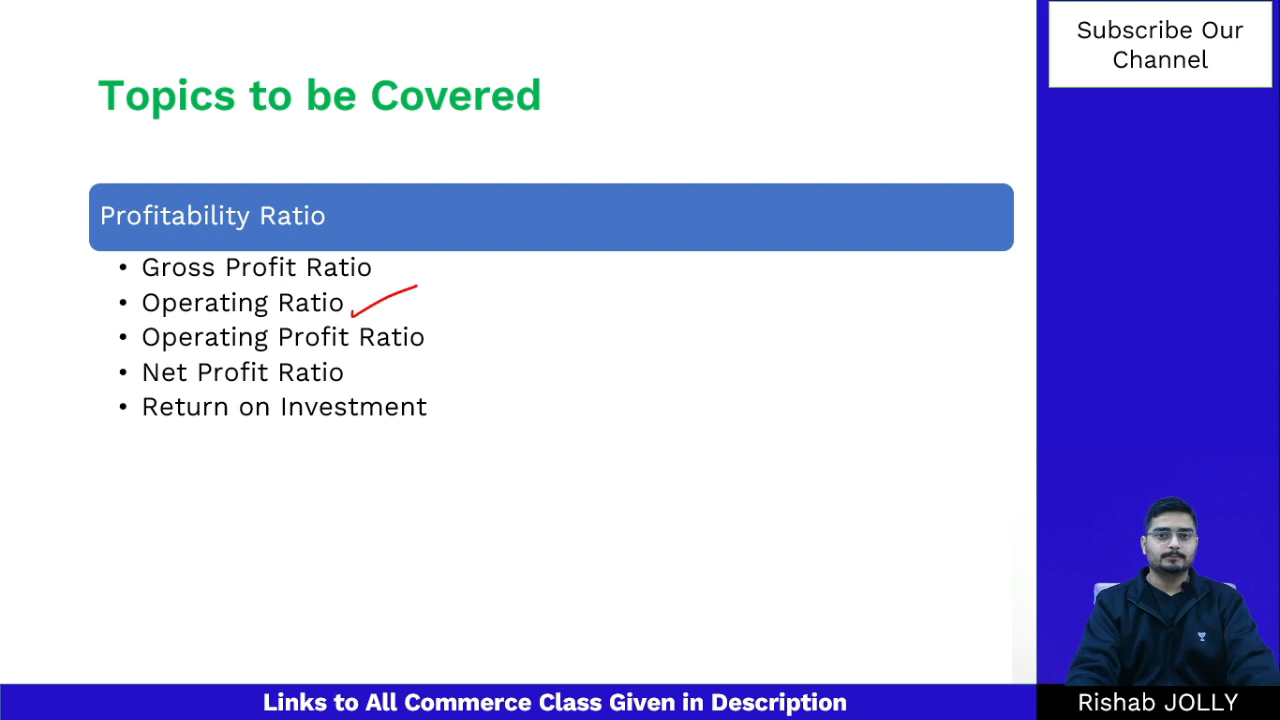 Topics to be Covered
Profitability Ratio
• Gross Profit Ratio
• Operating Ratio
• Operating Profit Ratio
• Net Profit Ratio
• Return on Investment
Subscribe Our
Channel
Links to All Commerce Class Given in Description
Rishab JOLLY